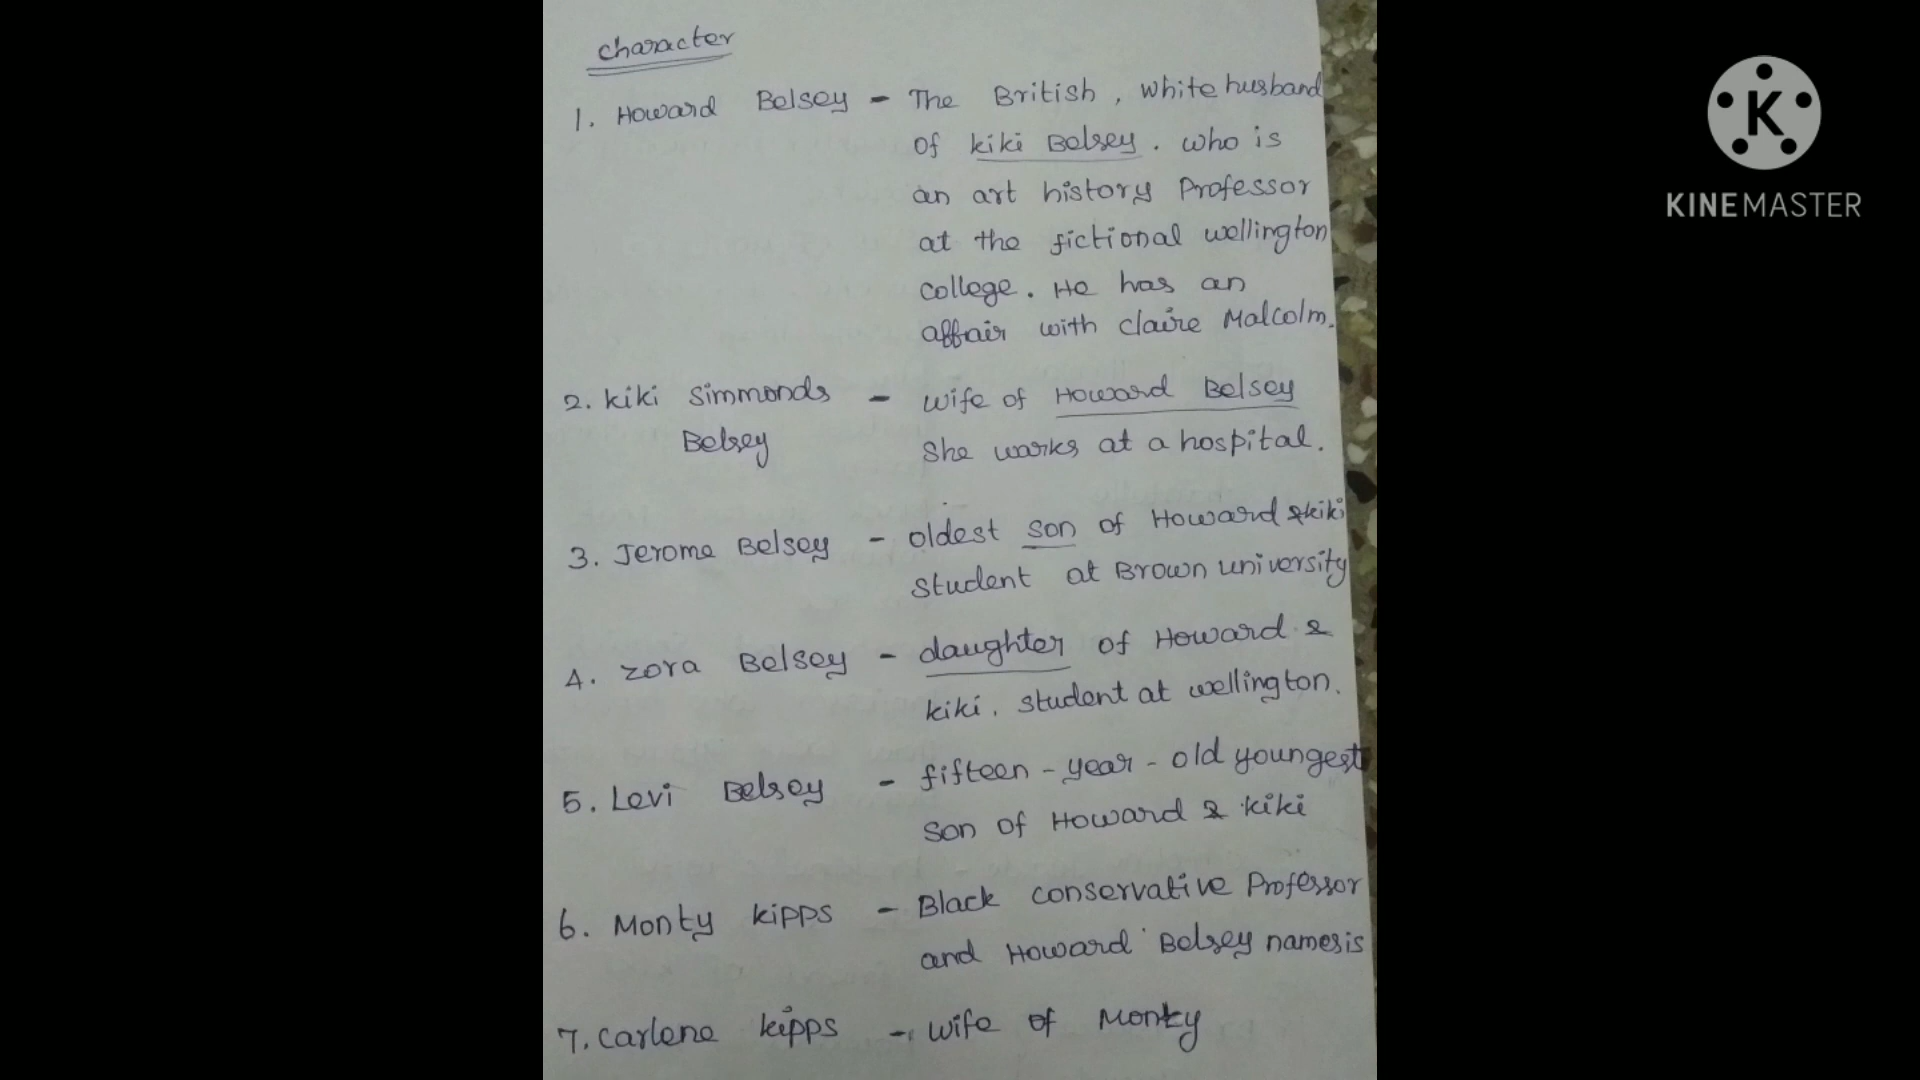 character
1. Howard Belsey - The British, white husband
of kiki Belsey. who is
an art history Professor
at the fictional wellington
college. He has an
affair with claire Malcolm.
2. kiki Simmonds - wife of Howard Belsey
Belsey She works at a hospital.
3. Jerome Belsey - oldest son of Howard & kiki
Student at Brown university
4. zora Belsey - daughter of Howard &
kiki. Student at wellington.
5. Levi Belsey - fifteen-year-old youngest
son of Howard & kiki
6. Monty kipps - Black conservative Professor
and Howard Belsey namesis
7. carlene kipps - wife of Monty
K
KINEMASTER